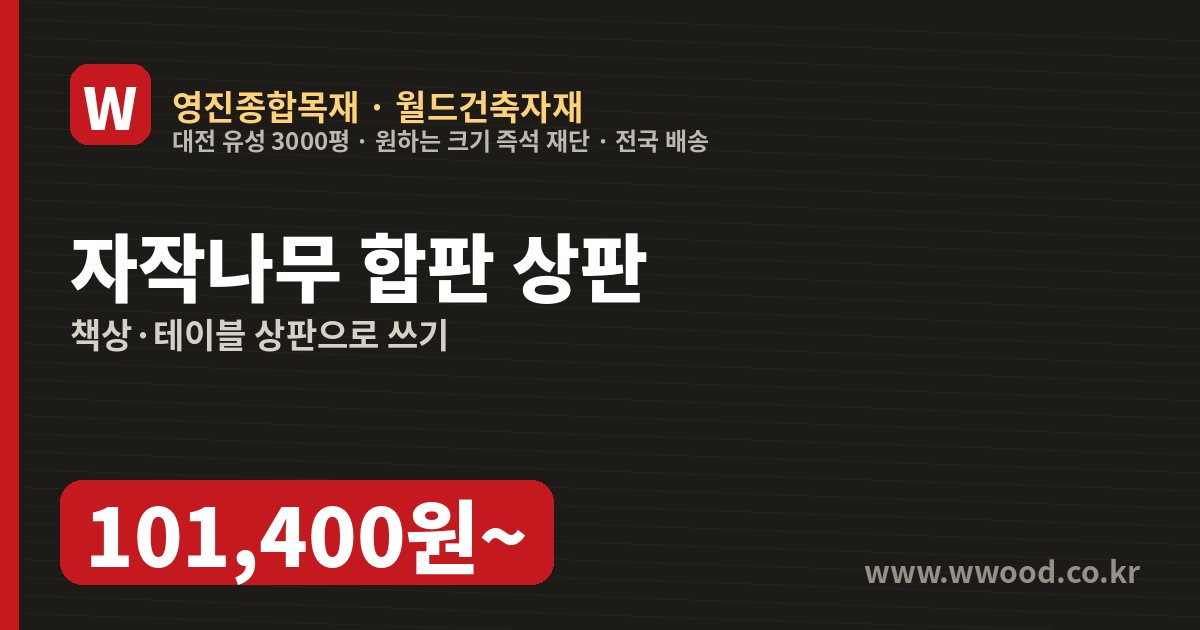 W
영진종합목재 · 월드건축자재
대전 유성 3000평 · 원하는 크기 즉석 재단 · 전국 배송
자작나무 합판 상판
책상·테이블 상판으로 쓰기
101,400원~
www.wwood.co.kr